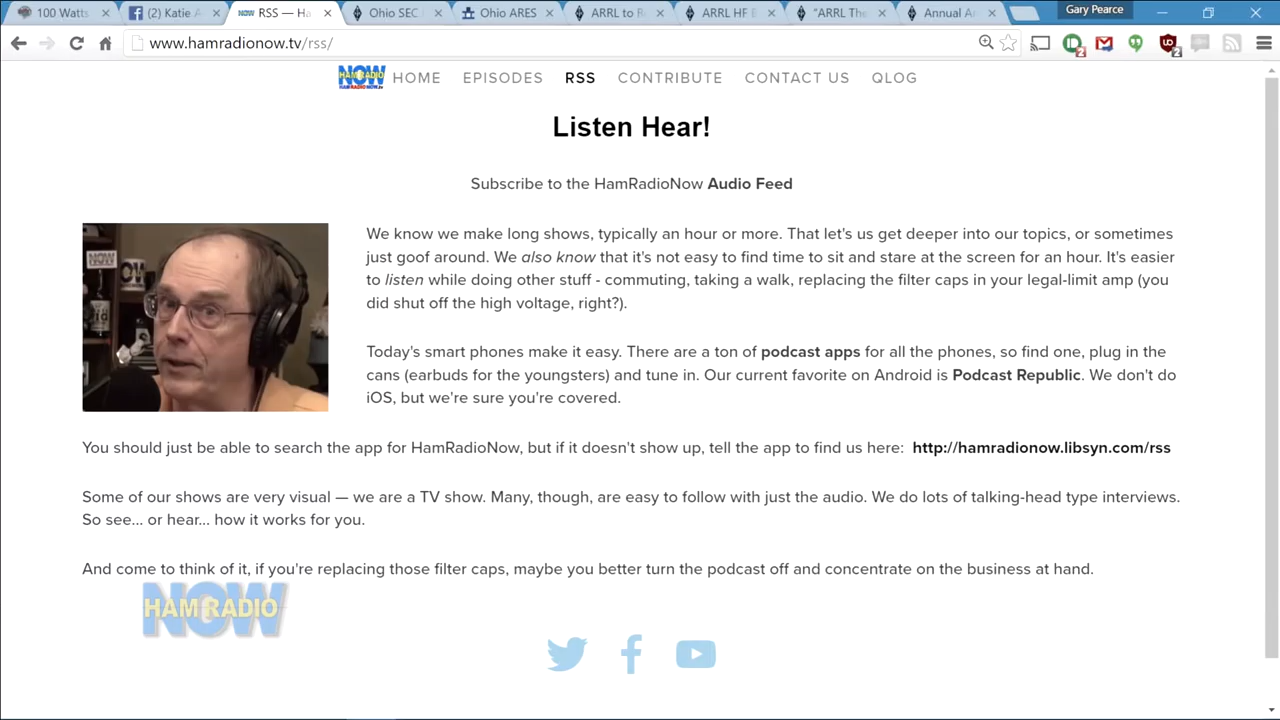 100 Watts
(2) Katie A
RSS — Ha
Ohio SEC
Ohio ARES
ARRL to B
ARRL HF B
"ARRL The
Annual A
Gary Pearce
www.hamradionow.tv/rss/
2
2
NOW
HAM RADIO
HAMRADIONOW.tv
HOME
EPISODES
RSS
CONTRIBUTE
CONTACT US
QLOG
Listen Hear!
Subscribe to the HamRadioNow Audio Feed
We know we make long shows, typically an hour or more. That let's us get deeper into our topics, or sometimes
just goof around. We also know that it's not easy to find time to sit and stare at the screen for an hour. It's easier
to listen while doing other stuff - commuting, taking a walk, replacing the filter caps in your legal-limit amp (you
did shut off the high voltage, right?).
Today's smart phones make it easy. There are a ton of podcast apps for all the phones, so find one, plug in the
cans (earbuds for the youngsters) and tune in. Our current favorite on Android is Podcast Republic. We don't do
iOS, but we're sure you're covered.
You should just be able to search the app for HamRadioNow, but if it doesn't show up, tell the app to find us here: http://hamradionow.libsyn.com/rss
Some of our shows are very visual — we are a TV show. Many, though, are easy to follow with just the audio. We do lots of talking-head type interviews.
So see... or hear... how it works for you.
And come to think of it, if you're replacing those filter caps, maybe you better turn the podcast off and concentrate on the business at hand.
NOW
HAM RADIO